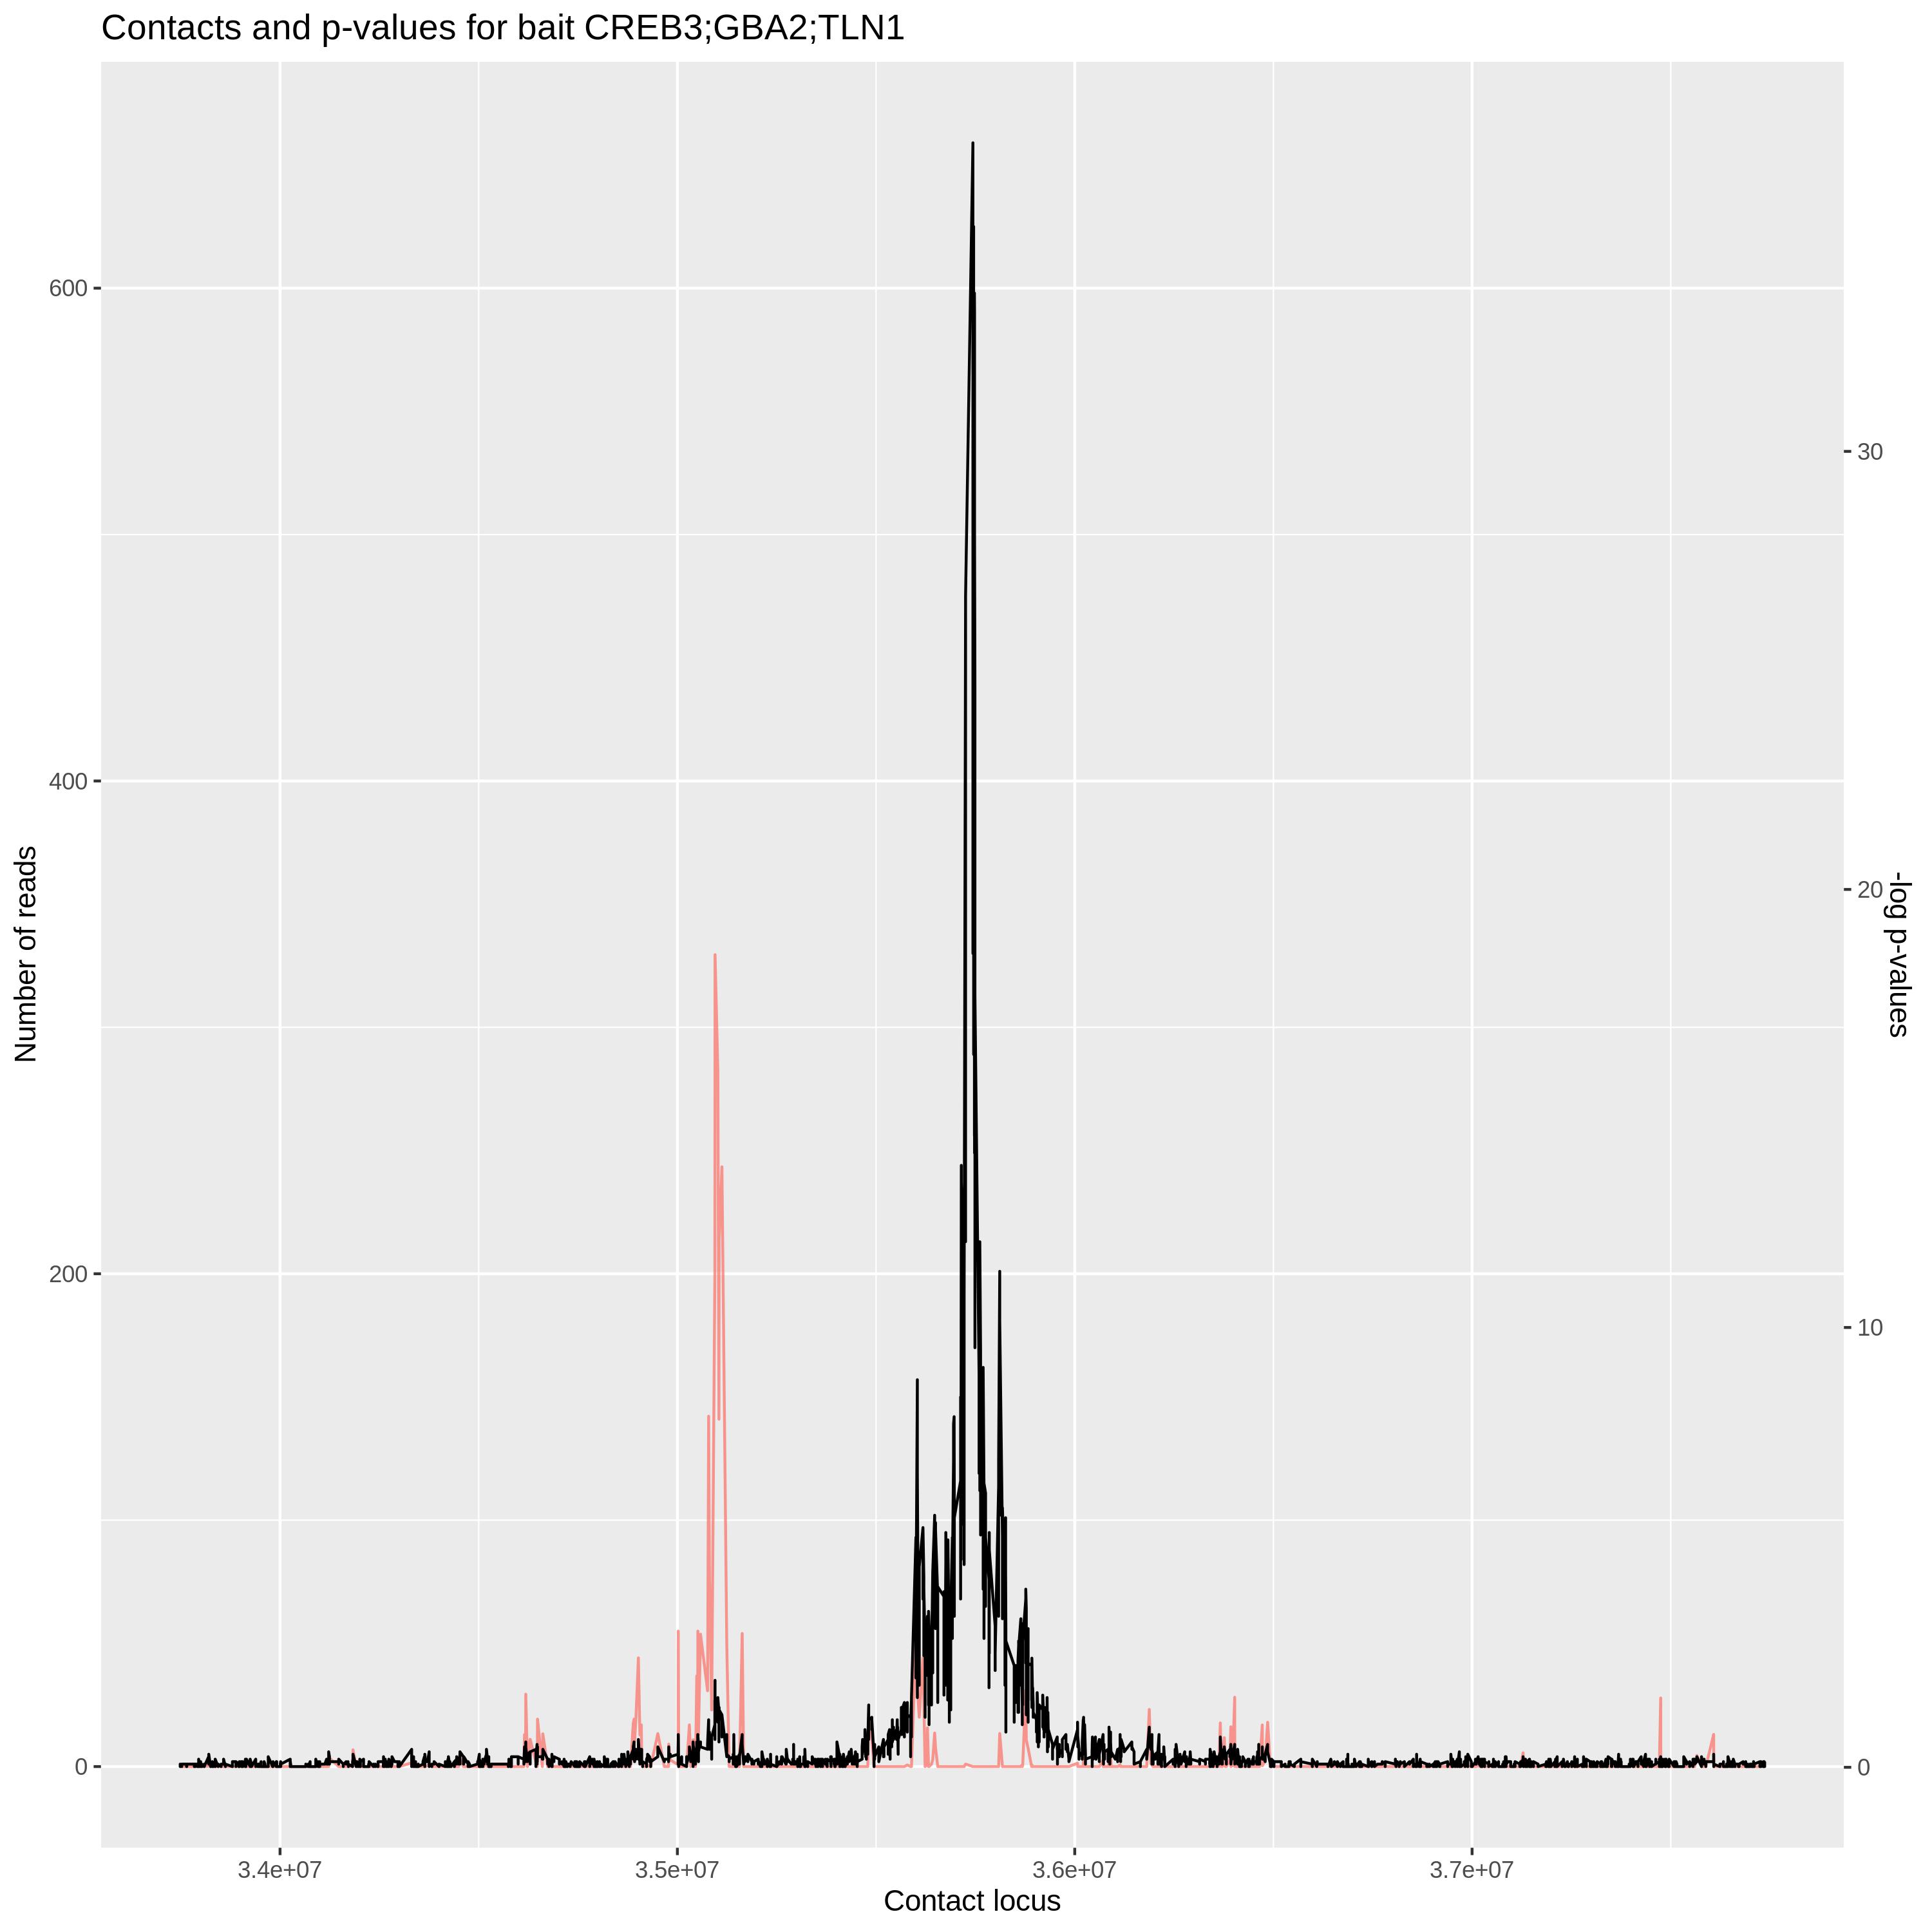 Contacts and p-values for bait CREB3;GBA2;TLN1
600
400
200
0
Number of reads
30
20
10
0
-log p-values
3.4e+07
3.5e+07
3.6e+07
3.7e+07
Contact locus